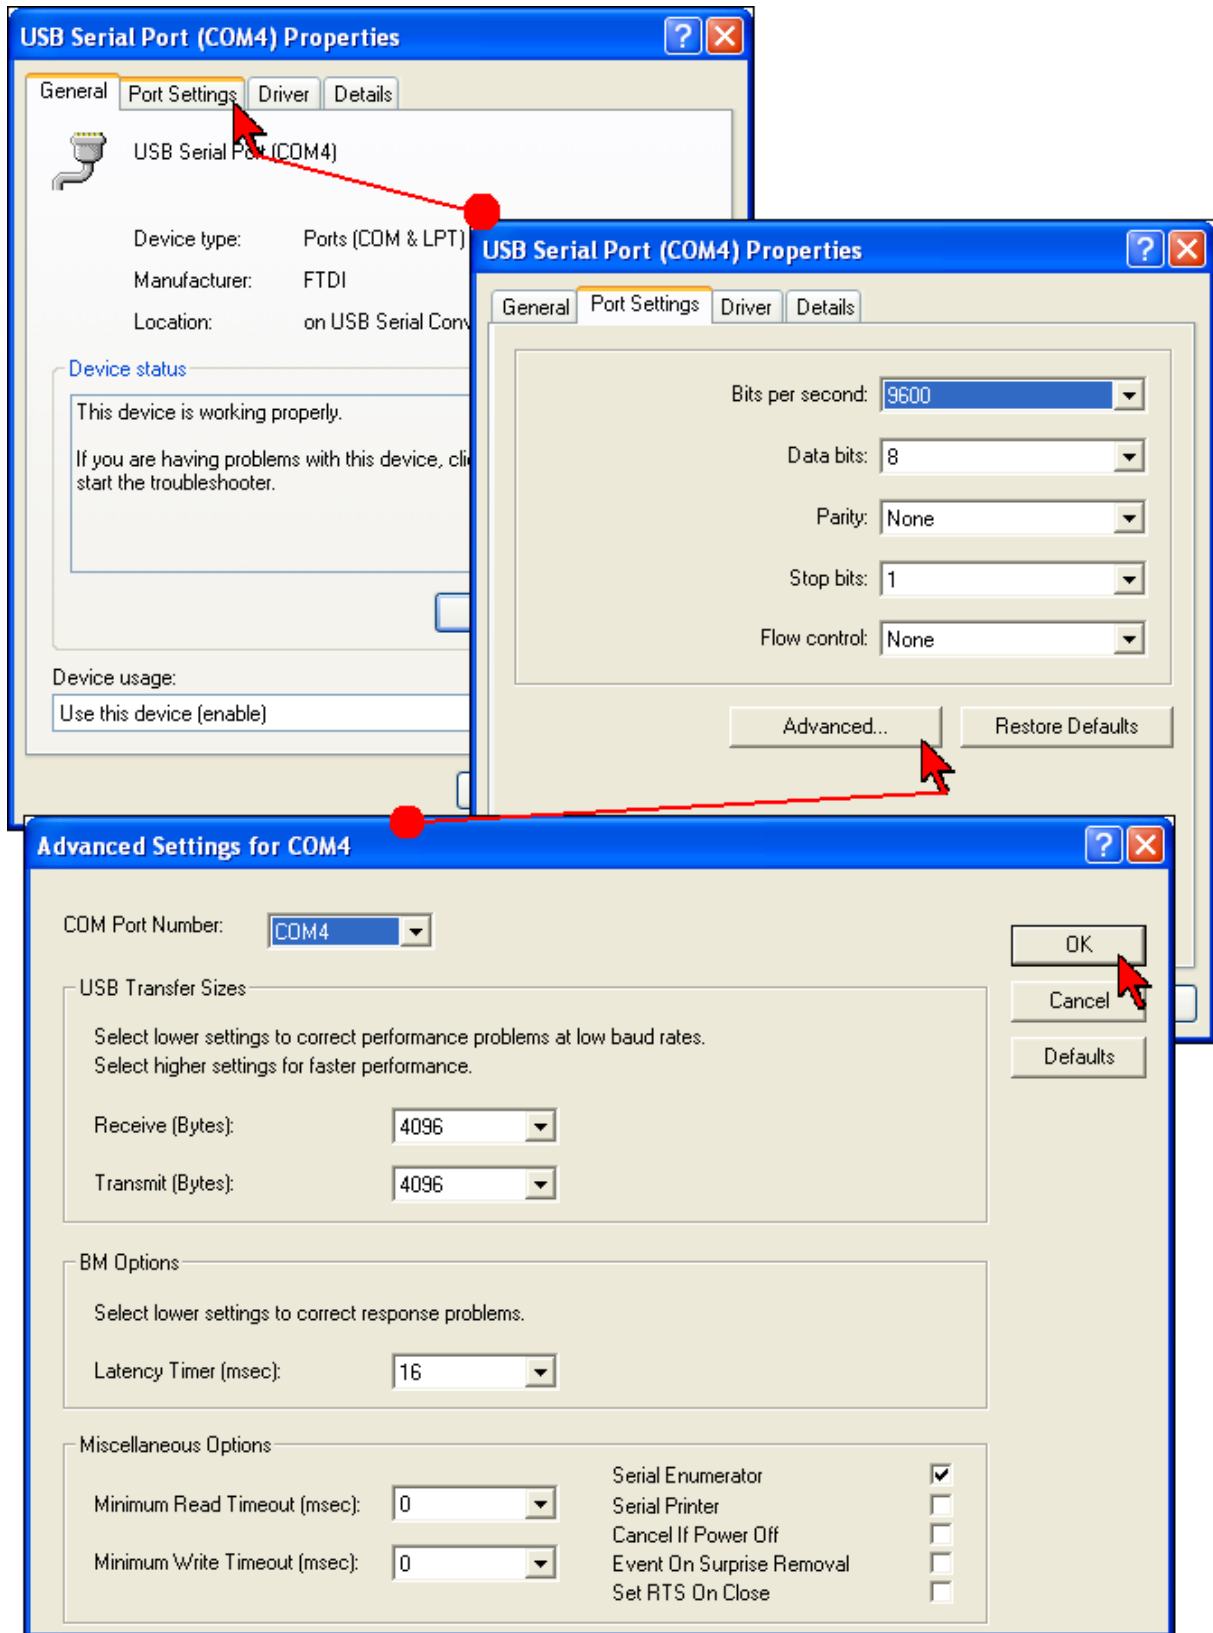 USB Serial Port (COM4) Properties
General Port Settings Driver Details
USB Serial Port (COM4)
Device type: Ports (COM & LPT)
Manufacturer: FTDI
Location: on USB Serial Conv
Device status
This device is working properly.
If you are having problems with this device, cli
start the troubleshooter.
Device usage:
Use this device (enable)
USB Serial Port (COM4) Properties
General Port Settings Driver Details
Bits per second: 9600
Data bits: 8
Parity: None
Stop bits: 1
Flow control: None
Advanced... Restore Defaults
Advanced Settings for COM4
COM Port Number: COM4
OK
Cancel
Defaults
USB Transfer Sizes
Select lower settings to correct performance problems at low baud rates.
Select higher settings for faster performance.
Receive (Bytes): 4096
Transmit (Bytes): 4096
BM Options
Select lower settings to correct response problems.
Latency Timer (msec): 16
Miscellaneous Options
Minimum Read Timeout (msec): 0
Minimum Write Timeout (msec): 0
Serial Enumerator
Serial Printer
Cancel If Power Off
Event On Surprise Removal
Set RTS On Close